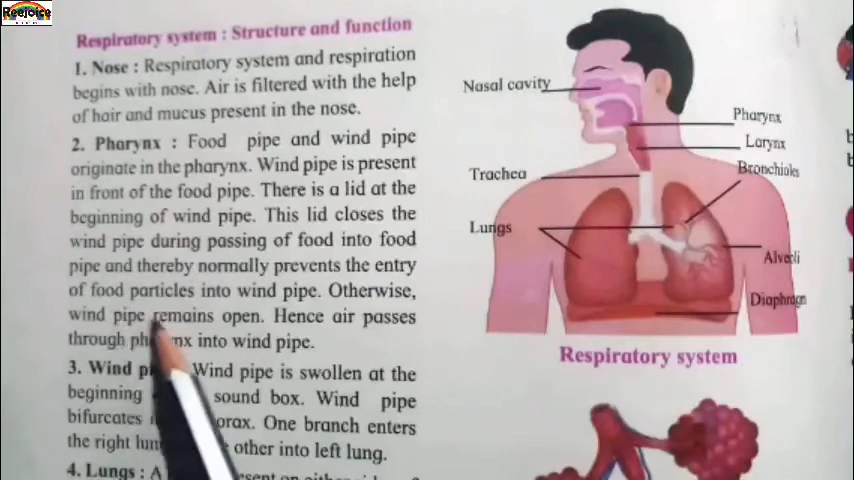 Reejoice
Respiratory system : Structure and function
1. Nose : Respiratory system and respiration
begins with nose. Air is filtered with the help
of hair and mucus present in the nose.
2. Pharynx : Food pipe and wind pipe
originate in the pharynx. Wind pipe is present
in front of the food pipe. There is a lid at the
beginning of wind pipe. This lid closes the
wind pipe during passing of food into food
pipe and thereby normally prevents the entry
of food particles into wind pipe. Otherwise,
wind pipe remains open. Hence air passes
through into wind pipe.
3. Wind Wind pipe is swollen at the
beginning sound box. Wind pipe
bifurcates One branch enters
the right other into left lung.
4. Lungs :
Nasal cavity
Pharynx
Larynx
Trachea
Bronchioles
Lungs
Alveoli
Diaphragm
Respiratory system